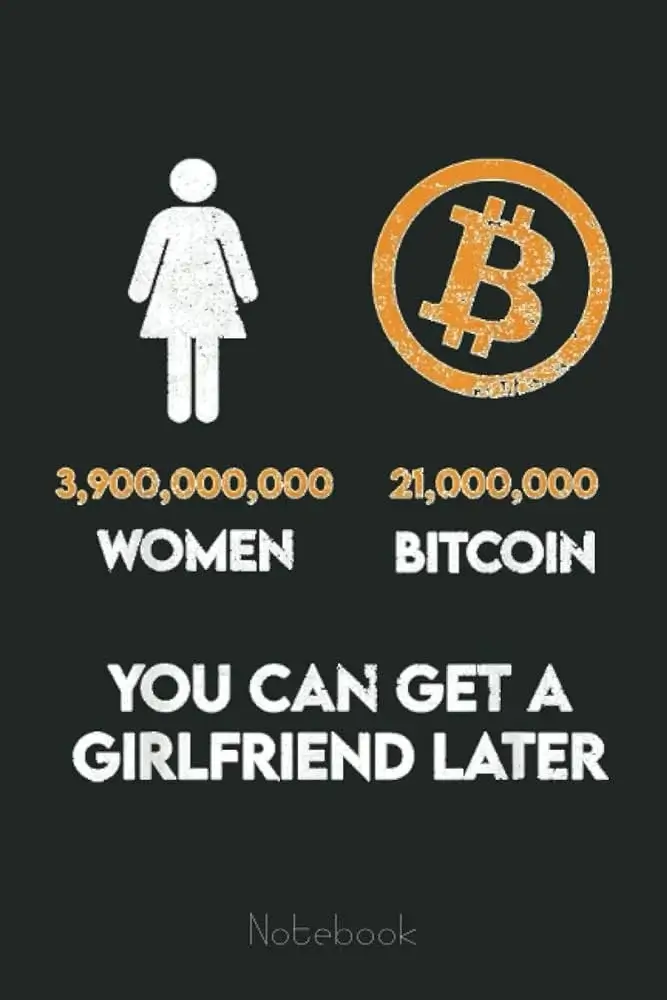 3,900,000,000 21,000,000
WOMEN BITCOIN
YOU CAN GET A
GIRLFRIEND LATER
Notebook